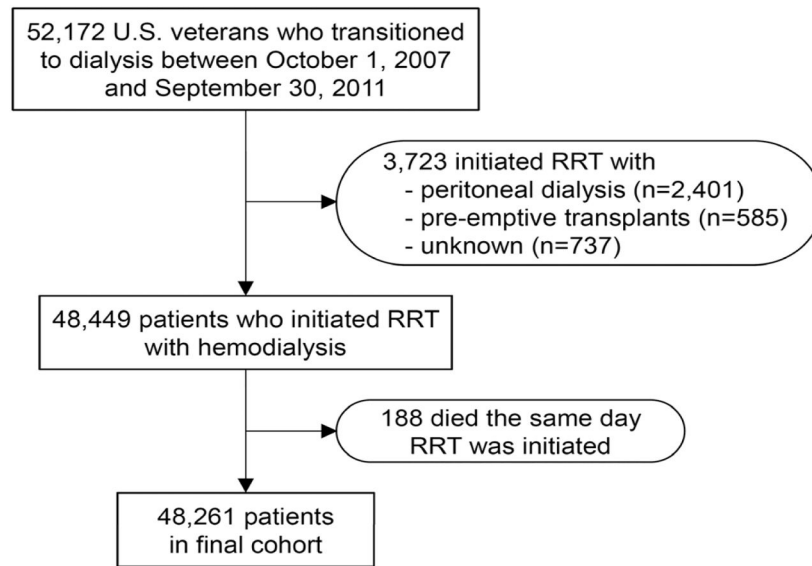 52,172 U.S. veterans who transitioned
to dialysis between October 1, 2007
and September 30, 2011
3,723 initiated RRT with
- peritoneal dialysis (n=2,401)
- pre-emptive transplants (n=585)
- unknown (n=737)
48,449 patients who initiated RRT
with hemodialysis
188 died the same day
RRT was initiated
48,261 patients
in final cohort